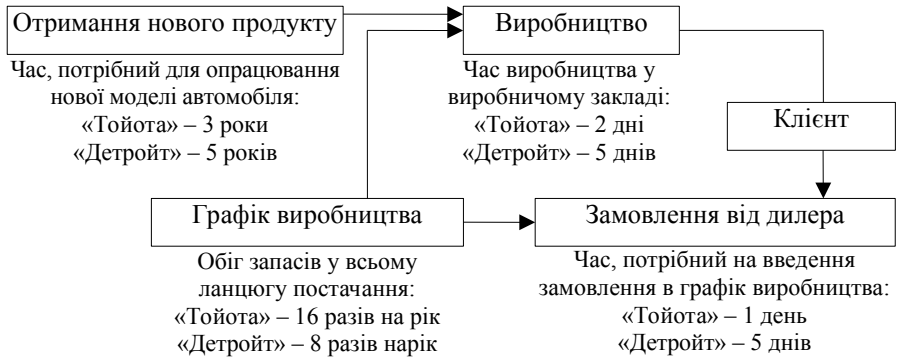 Отримання нового продукту
Виробництво
Час, потрібний для опрацювання
нової моделі автомобіля:
«Тойота» – 3 роки
«Детройт» – 5 років
Час виробництва у
виробничому закладі:
«Тойота» – 2 дні
«Детройт» – 5 днів
Клієнт
Графік виробництва
Замовлення від дилера
Обіг запасів у всьому
ланцюгу постачання:
«Тойота» – 16 разів на рік
«Детройт» – 8 разів нарік
Час, потрібний на введення
замовлення в графік виробництва:
«Тойота» – 1 день
«Детройт» – 5 днів